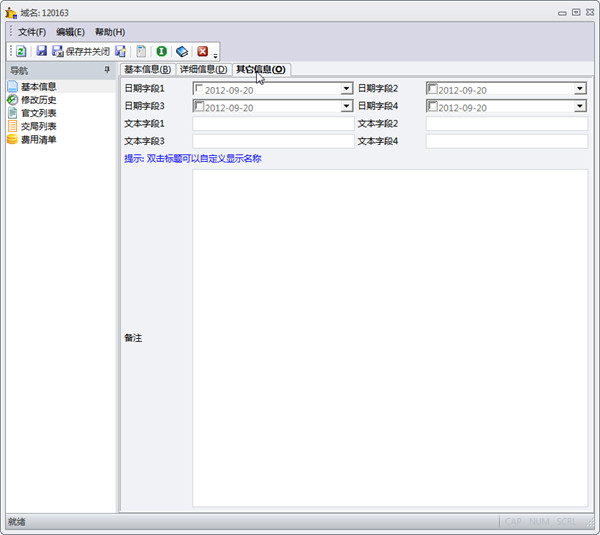 域名: 120163
文件(F) 编辑(E) 帮助(H)
保存并关闭
导航
基本信息
修改历史
官文列表
交局列表
费用清单
基本信息(B) 详细信息(D) 其它信息(O)
日期字段1 2012-09-20 日期字段2 2012-09-20
日期字段3 2012-09-20 日期字段4 2012-09-20
文本字段1 文本字段2
文本字段3 文本字段4
提示: 双击标题可以自定义显示名称
备注
就绪 CAP NUM SCRL